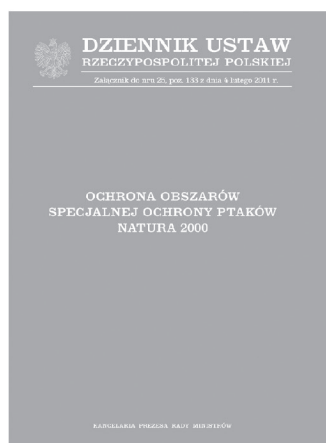 DZIENNIK USTAW
RZECZYPOSPOLITEJ POLSKIEJ
Załącznik do nru 25, poz. 133 z dnia 4 lutego 2011 r.
OCHRONA OBSZARÓW
SPECJALNEJ OCHRONY PTAKÓW
NATURA 2000
KANCELARIA PREZESA RADY MINISTRÓW